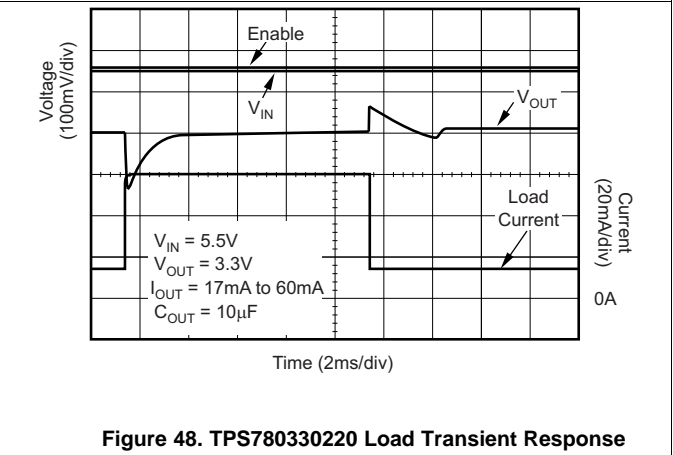 Enable
Voltage
(100mV/div)
V_IN
V_OUT
Load
Current
Current
(20mA/div)
V_IN = 5.5V
V_OUT = 3.3V
I_OUT = 17mA to 60mA
C_OUT = 10μF
0A
Time (2ms/div)
Figure 48. TPS780330220 Load Transient Response